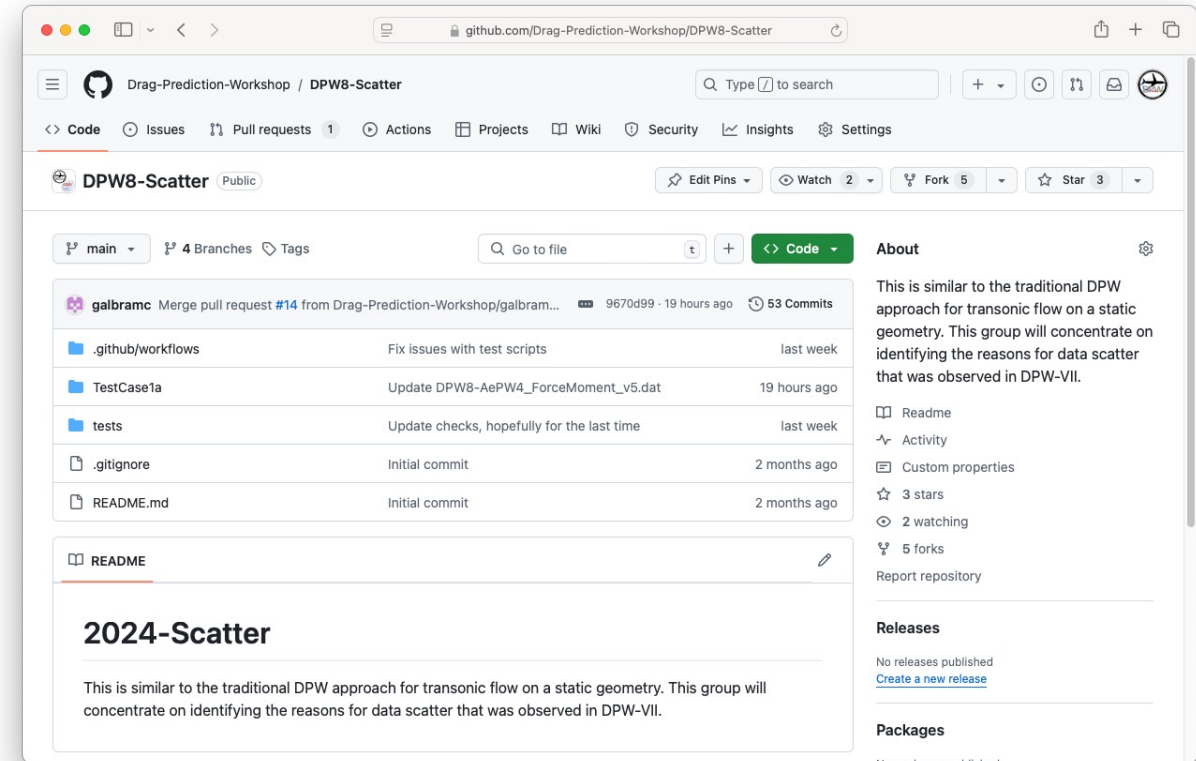 github.com/Drag-Prediction-Workshop/DPW8-Scatter
Drag-Prediction-Workshop / DPW8-Scatter
Type / to search
Code Issues Pull requests 1 Actions Projects Wiki Security Insights Settings
DPW8-Scatter Public
Edit Pins Watch 2 Fork 5 Star 3
main 4 Branches Tags Go to file t Code
galbramc Merge pull request #14 from Drag-Prediction-Workshop/galbram... 9670d99 · 19 hours ago 53 Commits
.github/workflows Fix issues with test scripts last week
TestCase1a Update DPW8-AePW4_ForceMoment_v5.dat 19 hours ago
tests Update checks, hopefully for the last time last week
.gitignore Initial commit 2 months ago
README.md Initial commit 2 months ago
README
2024-Scatter
This is similar to the traditional DPW approach for transonic flow on a static geometry. This group will
concentrate on identifying the reasons for data scatter that was observed in DPW-VII.
About
This is similar to the traditional DPW
approach for transonic flow on a static
geometry. This group will concentrate on
identifying the reasons for data scatter
that was observed in DPW-VII.
Readme
Activity
Custom properties
3 stars
2 watching
5 forks
Report repository
Releases
No releases published
Create a new release
Packages